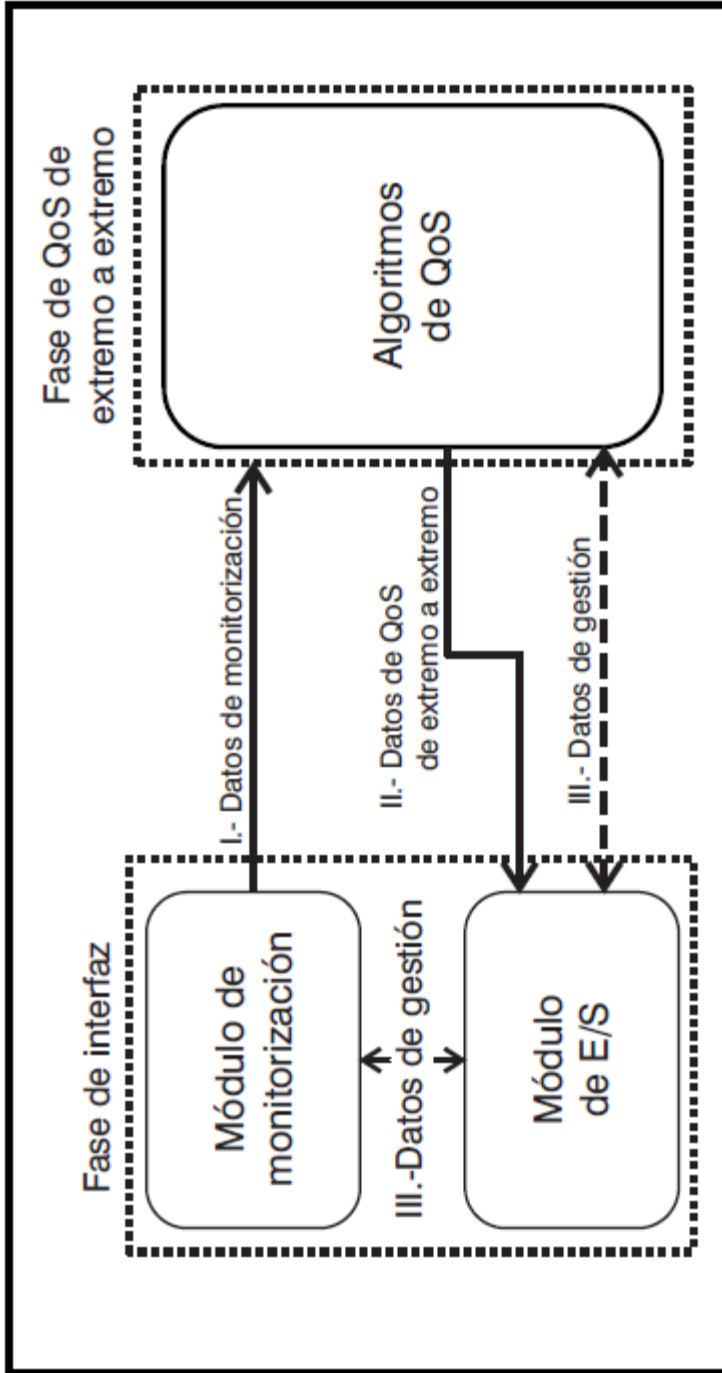 Fase de interfaz
Módulo de
monitorización
III.-Datos de gestión
Módulo
de E/S
I.- Datos de monitorización
II.- Datos de QoS
de extremo a extremo
III.- Datos de gestión
Fase de QoS de
extremo a extremo
Algoritmos
de QoS